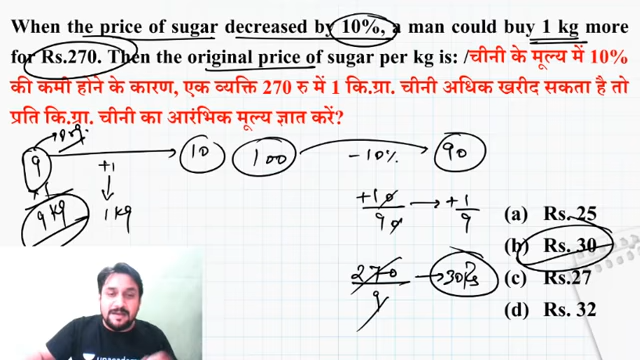 When the price of sugar decreased by 10%, a man could buy 1 kg more
for Rs.270. Then the original price of sugar per kg is: /चीनी के मूल्य में 10%
की कमी होने के कारण, एक व्यक्ति 270 रु में 1 कि.ग्रा. चीनी अधिक खरीद सकता है तो
प्रति कि.ग्रा. चीनी का आरंभिक मूल्य ज्ञात करें?
9 10 100 -10% 90
+1
×1
9 kg 1 kg
+10/90 +1/9
270/9 30Rs
(a) Rs. 25
(b) Rs. 30
(c) Rs.27
(d) Rs. 32